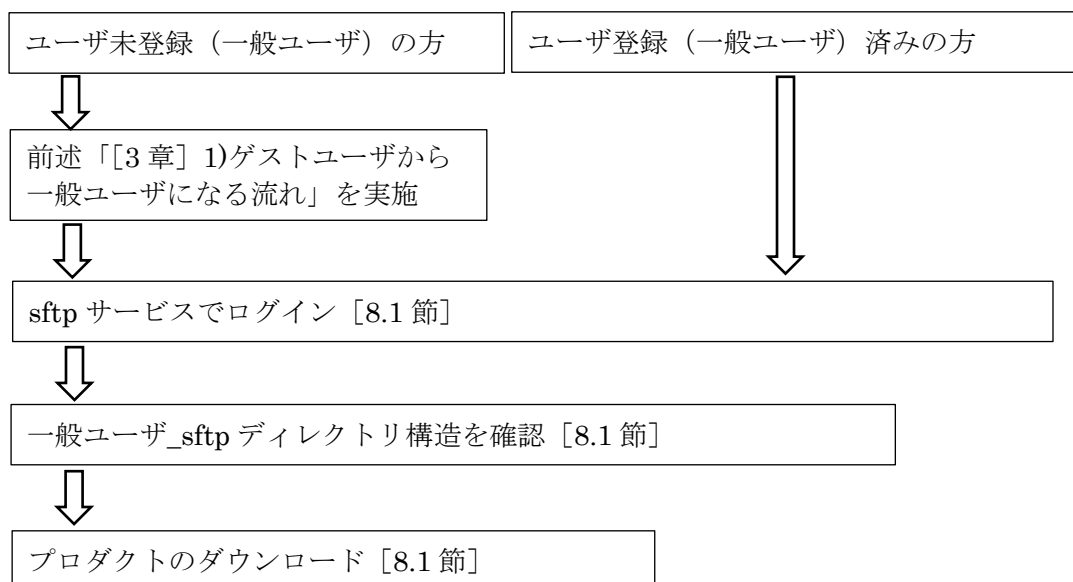 ユーザ未登録（一般ユーザ）の方
ユーザ登録（一般ユーザ）済みの方
前述「[3 章］1)ゲストユーザから
一般ユーザになる流れ」を実施
sftp サービスでログイン［8.1 節］
一般ユーザ_sftp ディレクトリ構造を確認［8.1 節］
プロダクトのダウンロード［8.1 節］